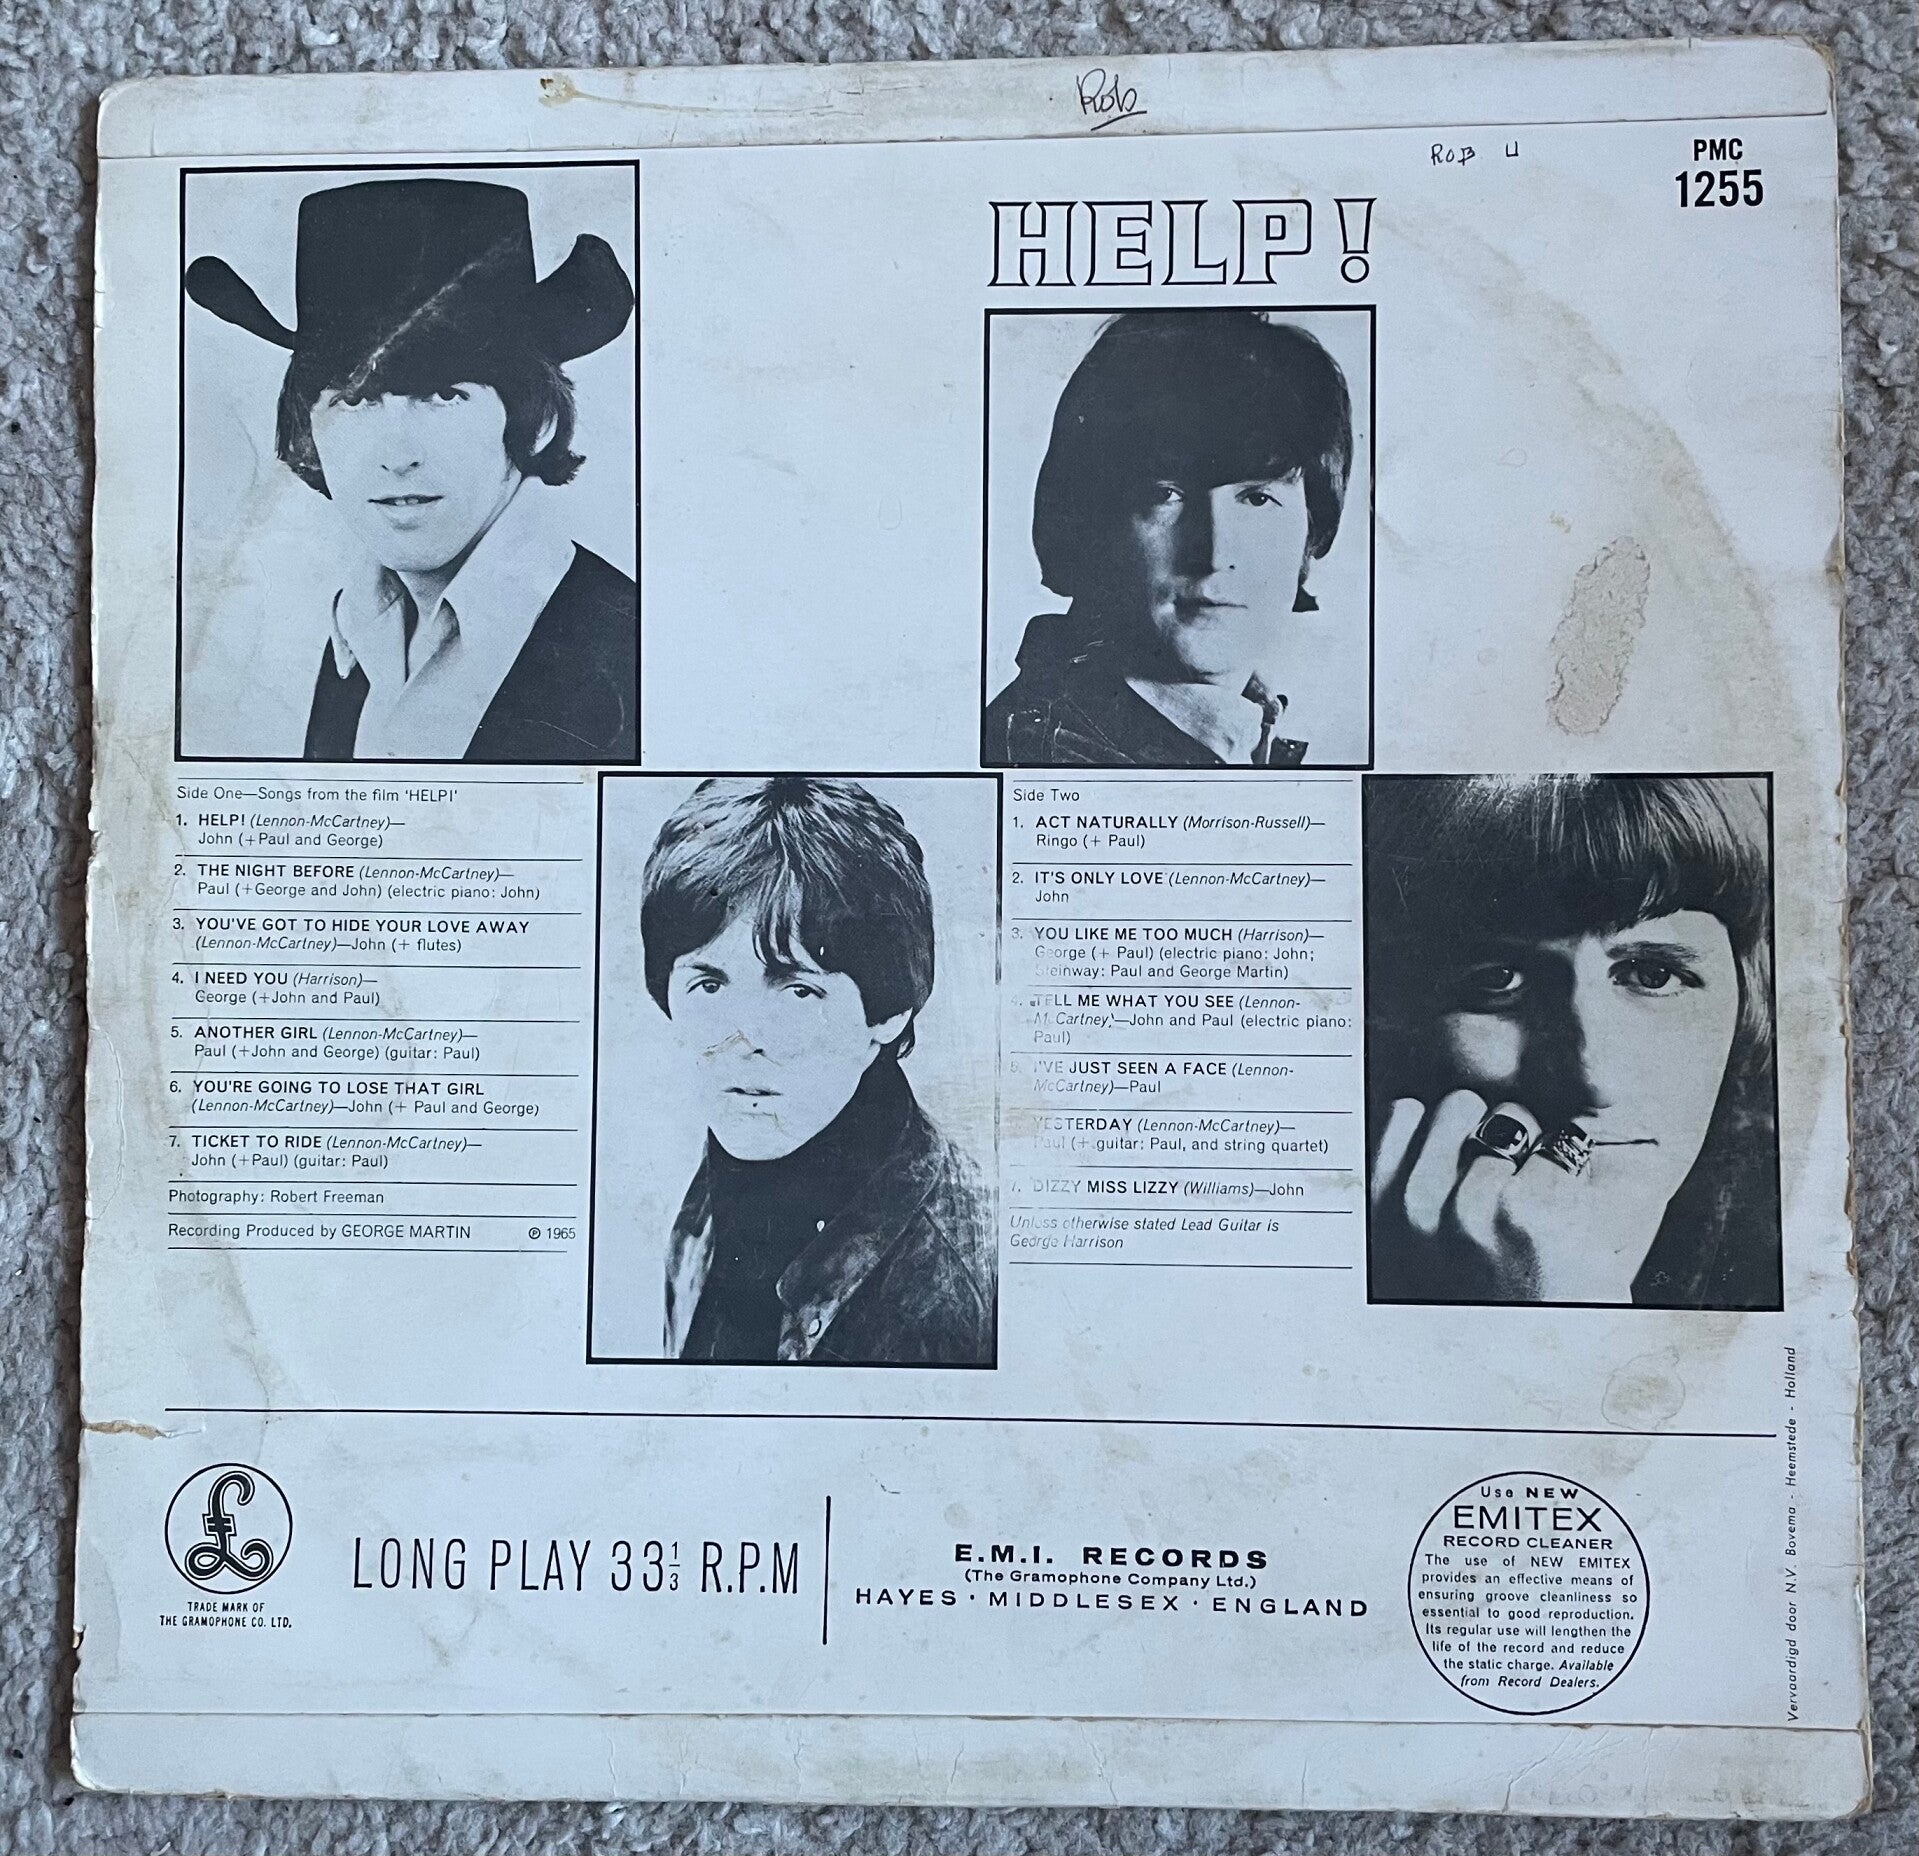 Rob
ROB U
PMC
1255
HELP!
Side One—Songs from the film 'HELP!'
1. HELP! (Lennon-McCartney)—
John (+Paul and George)
2. THE NIGHT BEFORE (Lennon-McCartney)—
Paul (+George and John) (electric piano: John)
3. YOU'VE GOT TO HIDE YOUR LOVE AWAY
(Lennon-McCartney)—John (+ flutes)
4. I NEED YOU (Harrison)—
George (+John and Paul)
5. ANOTHER GIRL (Lennon-McCartney)—
Paul (+John and George) (guitar: Paul)
6. YOU'RE GOING TO LOSE THAT GIRL
(Lennon-McCartney)—John (+ Paul and George)
7. TICKET TO RIDE (Lennon-McCartney)—
John (+Paul) (guitar: Paul)
Photography: Robert Freeman
Recording Produced by GEORGE MARTIN ℗ 1965
Side Two
1. ACT NATURALLY (Morrison-Russell)—
Ringo (+ Paul)
2. IT'S ONLY LOVE (Lennon-McCartney)—
John
3. YOU LIKE ME TOO MUCH (Harrison)—
George (+ Paul) (electric piano: John;
Steinway: Paul and George Martin)
4. TELL ME WHAT YOU SEE (Lennon-
McCartney)—John and Paul (electric piano:
Paul)
5. I'VE JUST SEEN A FACE (Lennon-
McCartney)—Paul
YESTERDAY (Lennon-McCartney)—
Paul (+ guitar: Paul, and string quartet)
7. DIZZY MISS LIZZY (Williams)—John
Unless otherwise stated Lead Guitar is
George Harrison
£
TRADE MARK OF
THE GRAMOPHONE CO. LTD.
LONG PLAY 33⅓ R.P.M
E.M.I. RECORDS
(The Gramophone Company Ltd.)
HAYES · MIDDLESEX · ENGLAND
Use NEW
EMITEX
RECORD CLEANER
The use of NEW EMITEX
provides an effective means of
ensuring groove cleanliness so
essential to good reproduction.
Its regular use will lengthen the
life of the record and reduce
the static charge. Available
from Record Dealers.
Vervaardigd door N.V. Bovema - Heemstede - Holland